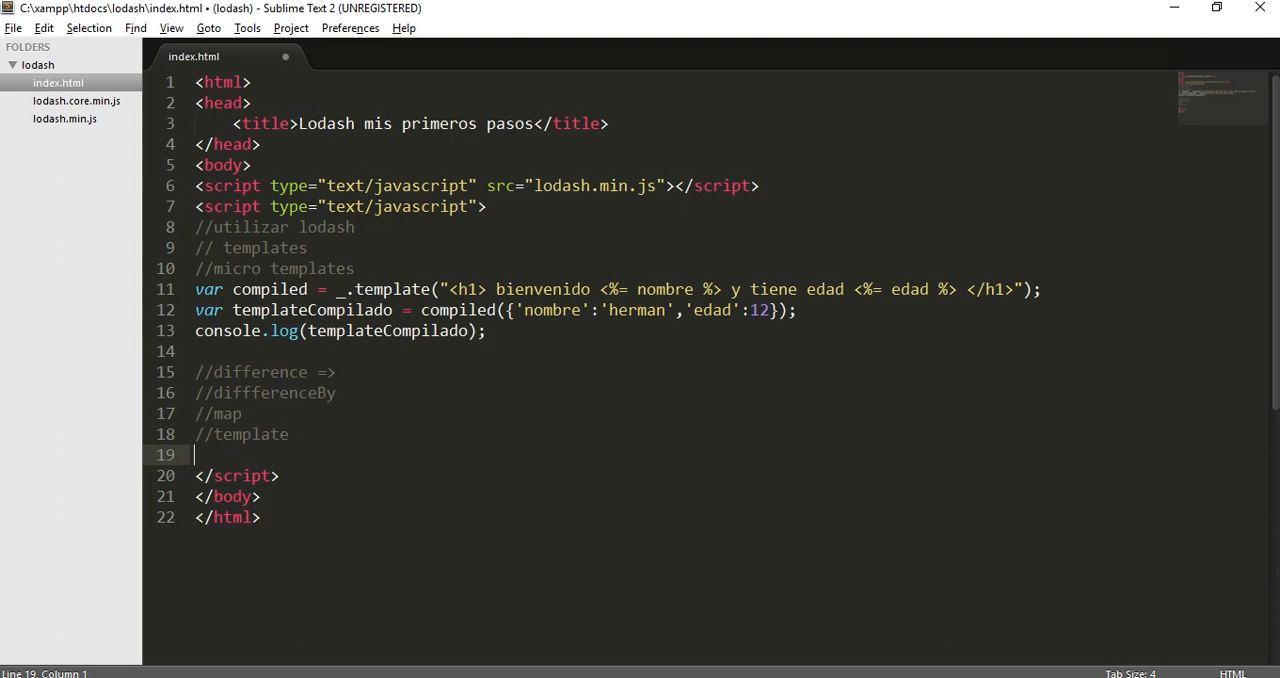 C:\xampp\htdocs\lodash\index.html • (lodash) - Sublime Text 2 (UNREGISTERED)
File Edit Selection Find View Goto Tools Project Preferences Help
FOLDERS
lodash
index.html
lodash.core.min.js
lodash.min.js
index.html
1 <html>
2 <head>
3 <title>Lodash mis primeros pasos</title>
4 </head>
5 <body>
6 <script type="text/javascript" src="lodash.min.js"></script>
7 <script type="text/javascript">
8 //utilizar lodash
9 // templates
10 //micro templates
11 var compiled = _.template("<h1> bienvenido <%= nombre %> y tiene edad <%= edad %> </h1>");
12 var templateCompilado = compiled({'nombre':'herman','edad':12});
13 console.log(templateCompilado);
14
15 //difference =>
16 //diffferenceBy
17 //map
18 //template
19
20 </script>
21 </body>
22 </html>
Line 19, Column 1 Tab Size: 4 HTML